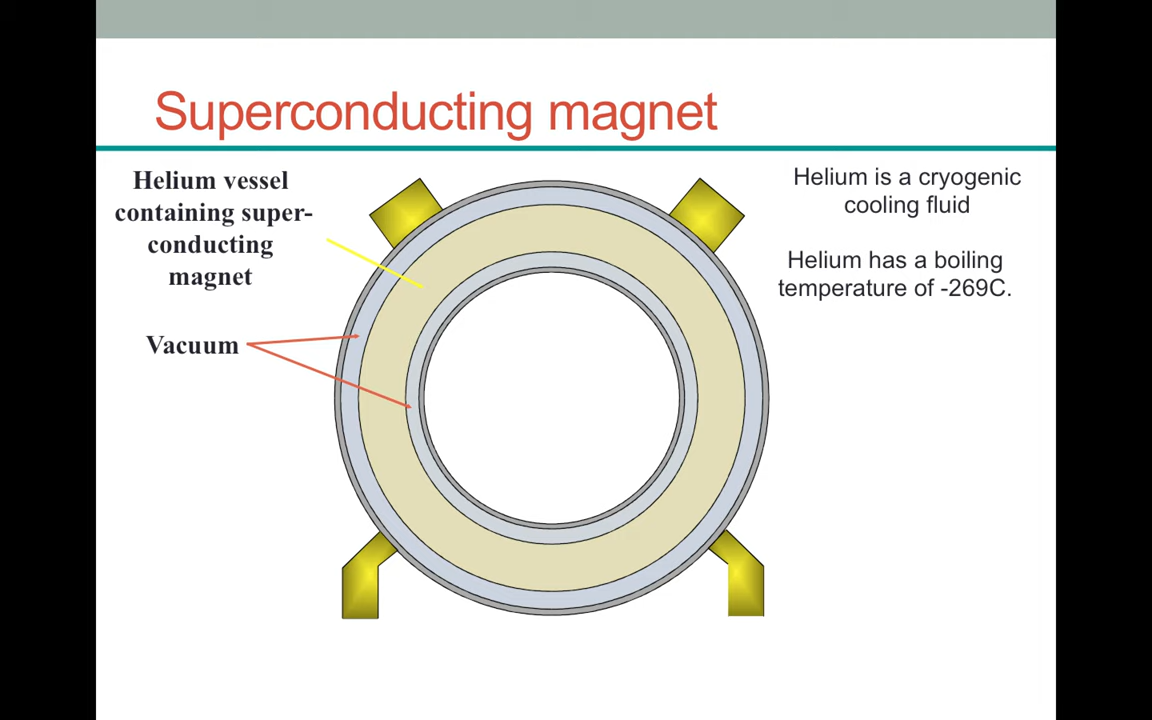 Superconducting magnet
Helium vessel
containing super-
conducting
magnet
Vacuum
Helium is a cryogenic
cooling fluid
Helium has a boiling
temperature of -269C.